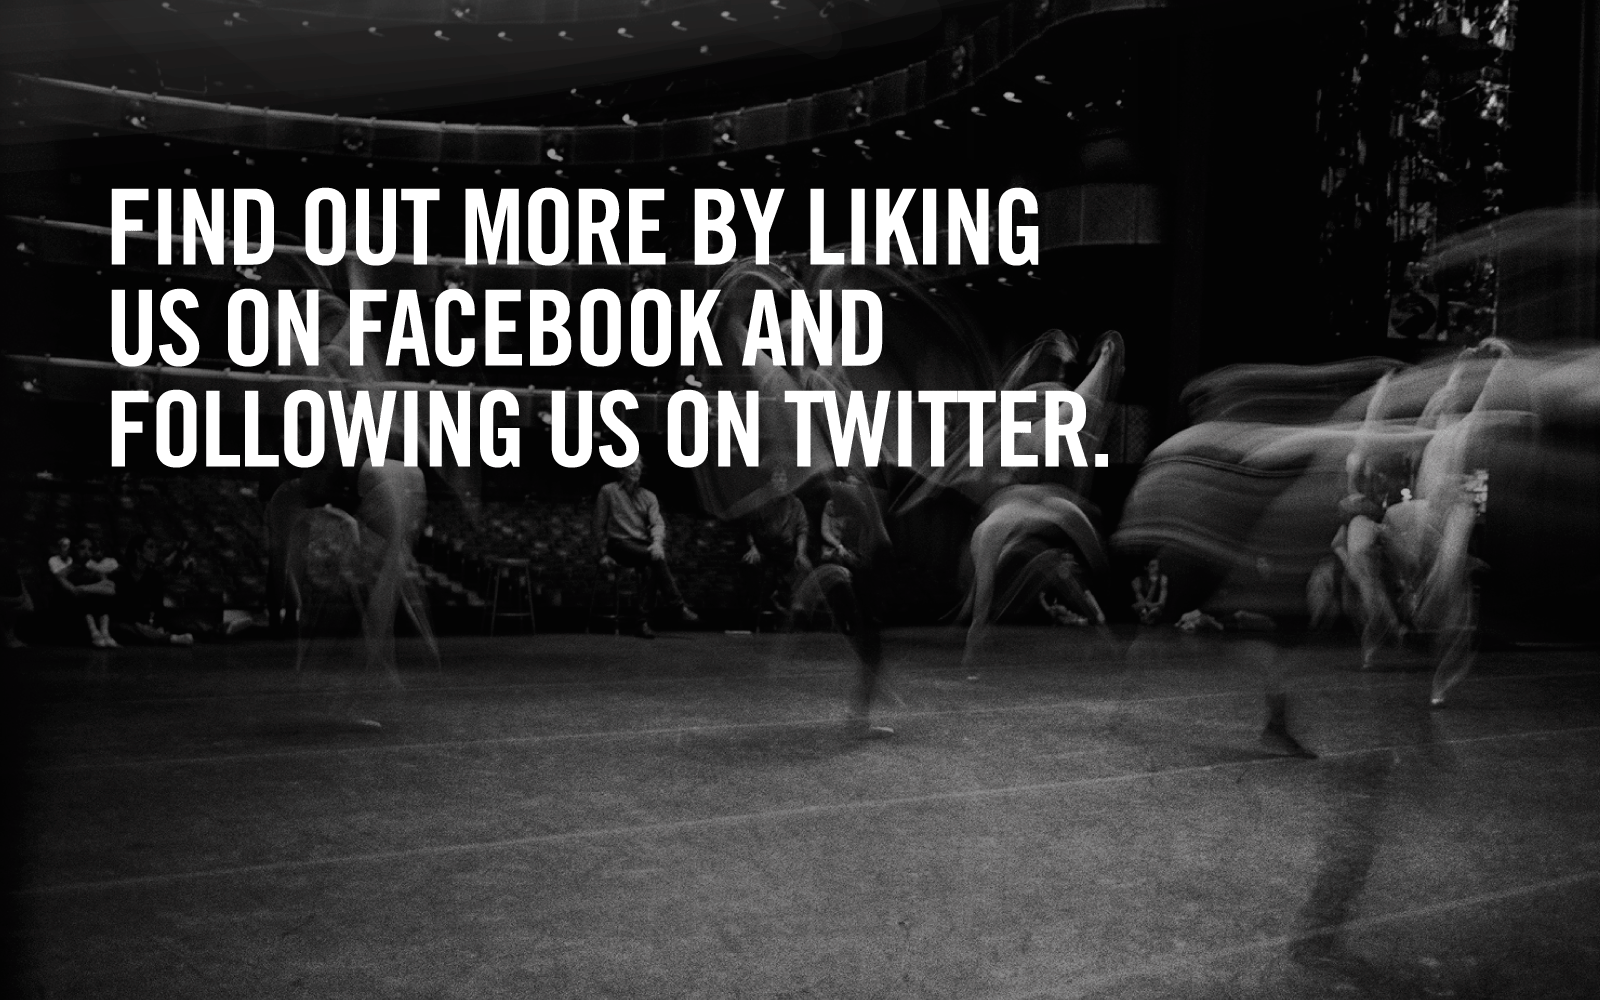 FIND OUT MORE BY LIKING
US ON FACEBOOK AND
FOLLOWING US ON TWITTER.